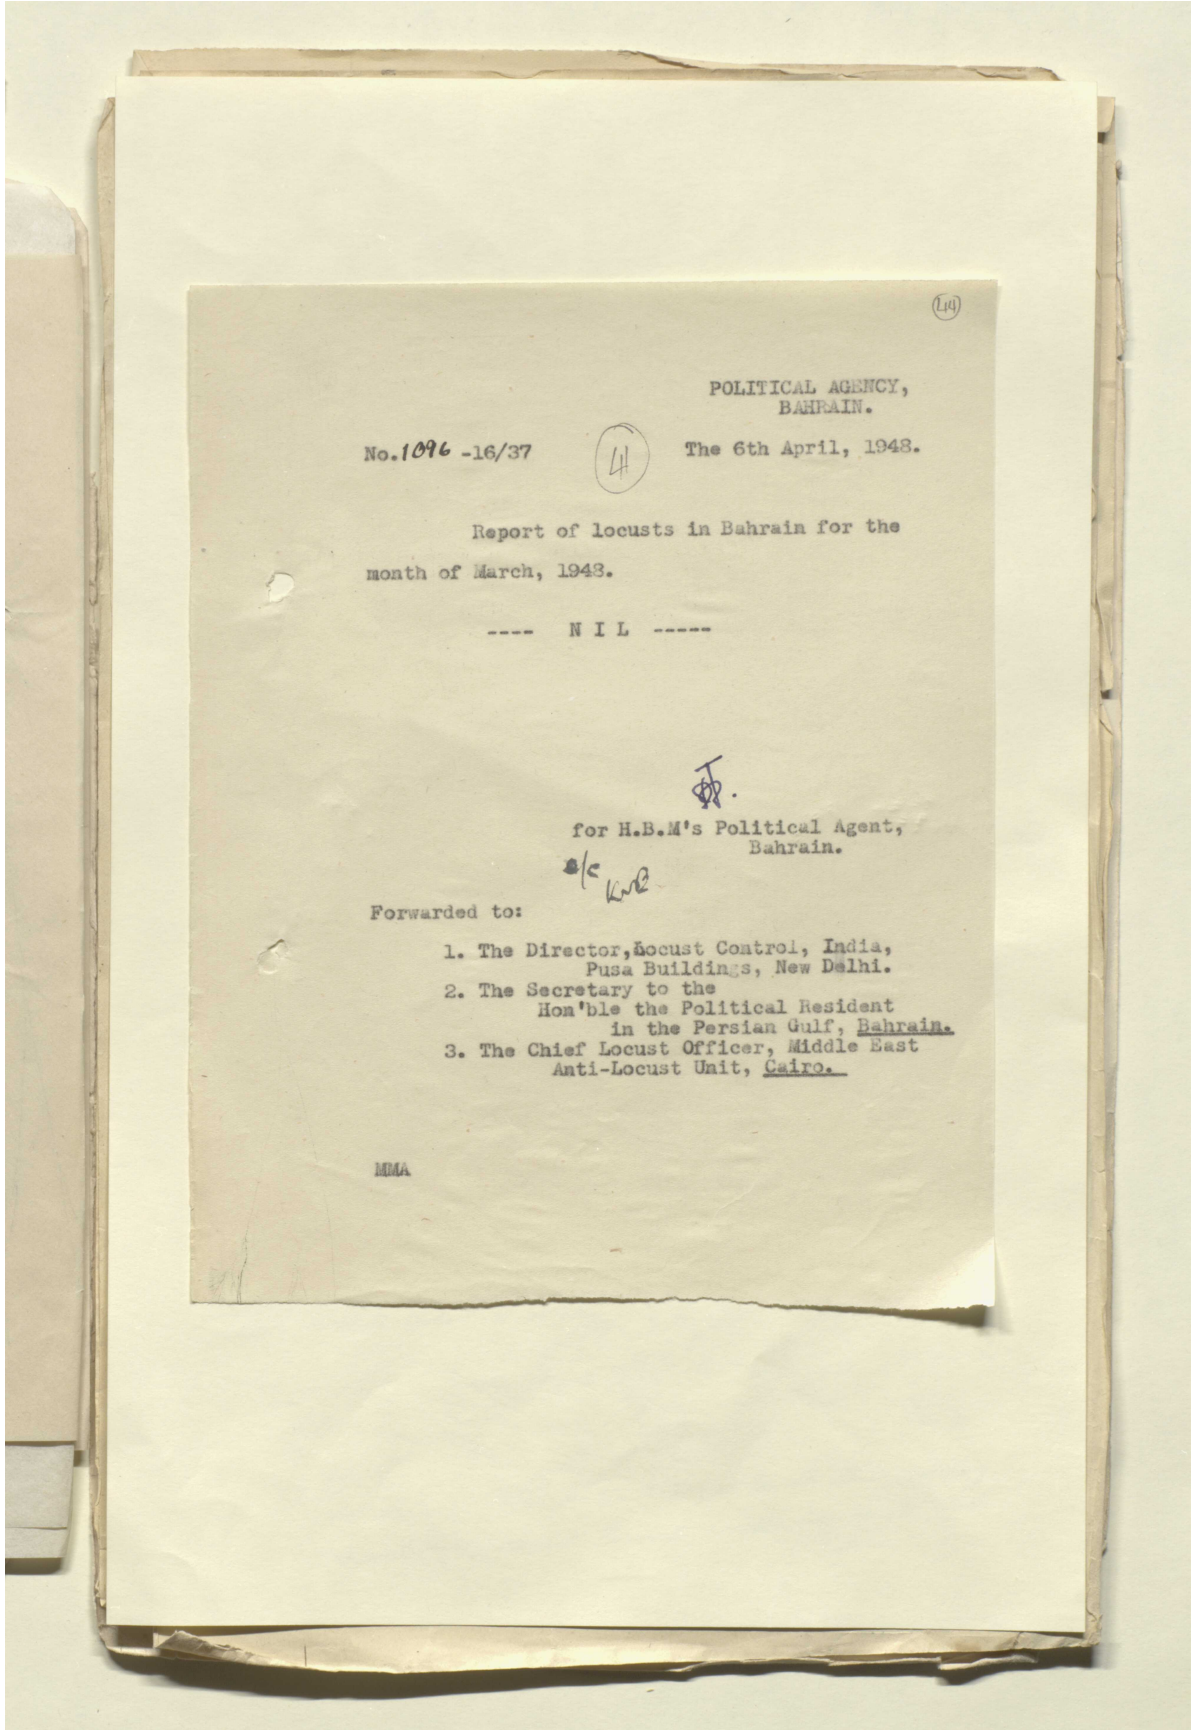 44
POLITICAL AGENCY,
BAHRAIN.
No. 1096 -16/37
41
The 6th April, 1948.
Report of locusts in Bahrain for the
month of March, 1948.
---- N I L -----
for H.B.M's Political Agent,
Bahrain.
Forwarded to:
1. The Director, Locust Control, India,
Pusa Buildings, New Delhi.
2. The Secretary to the
Hon'ble the Political Resident
in the Persian Gulf, Bahrain.
3. The Chief Locust Officer, Middle East
Anti-Locust Unit, Cairo.
MMA